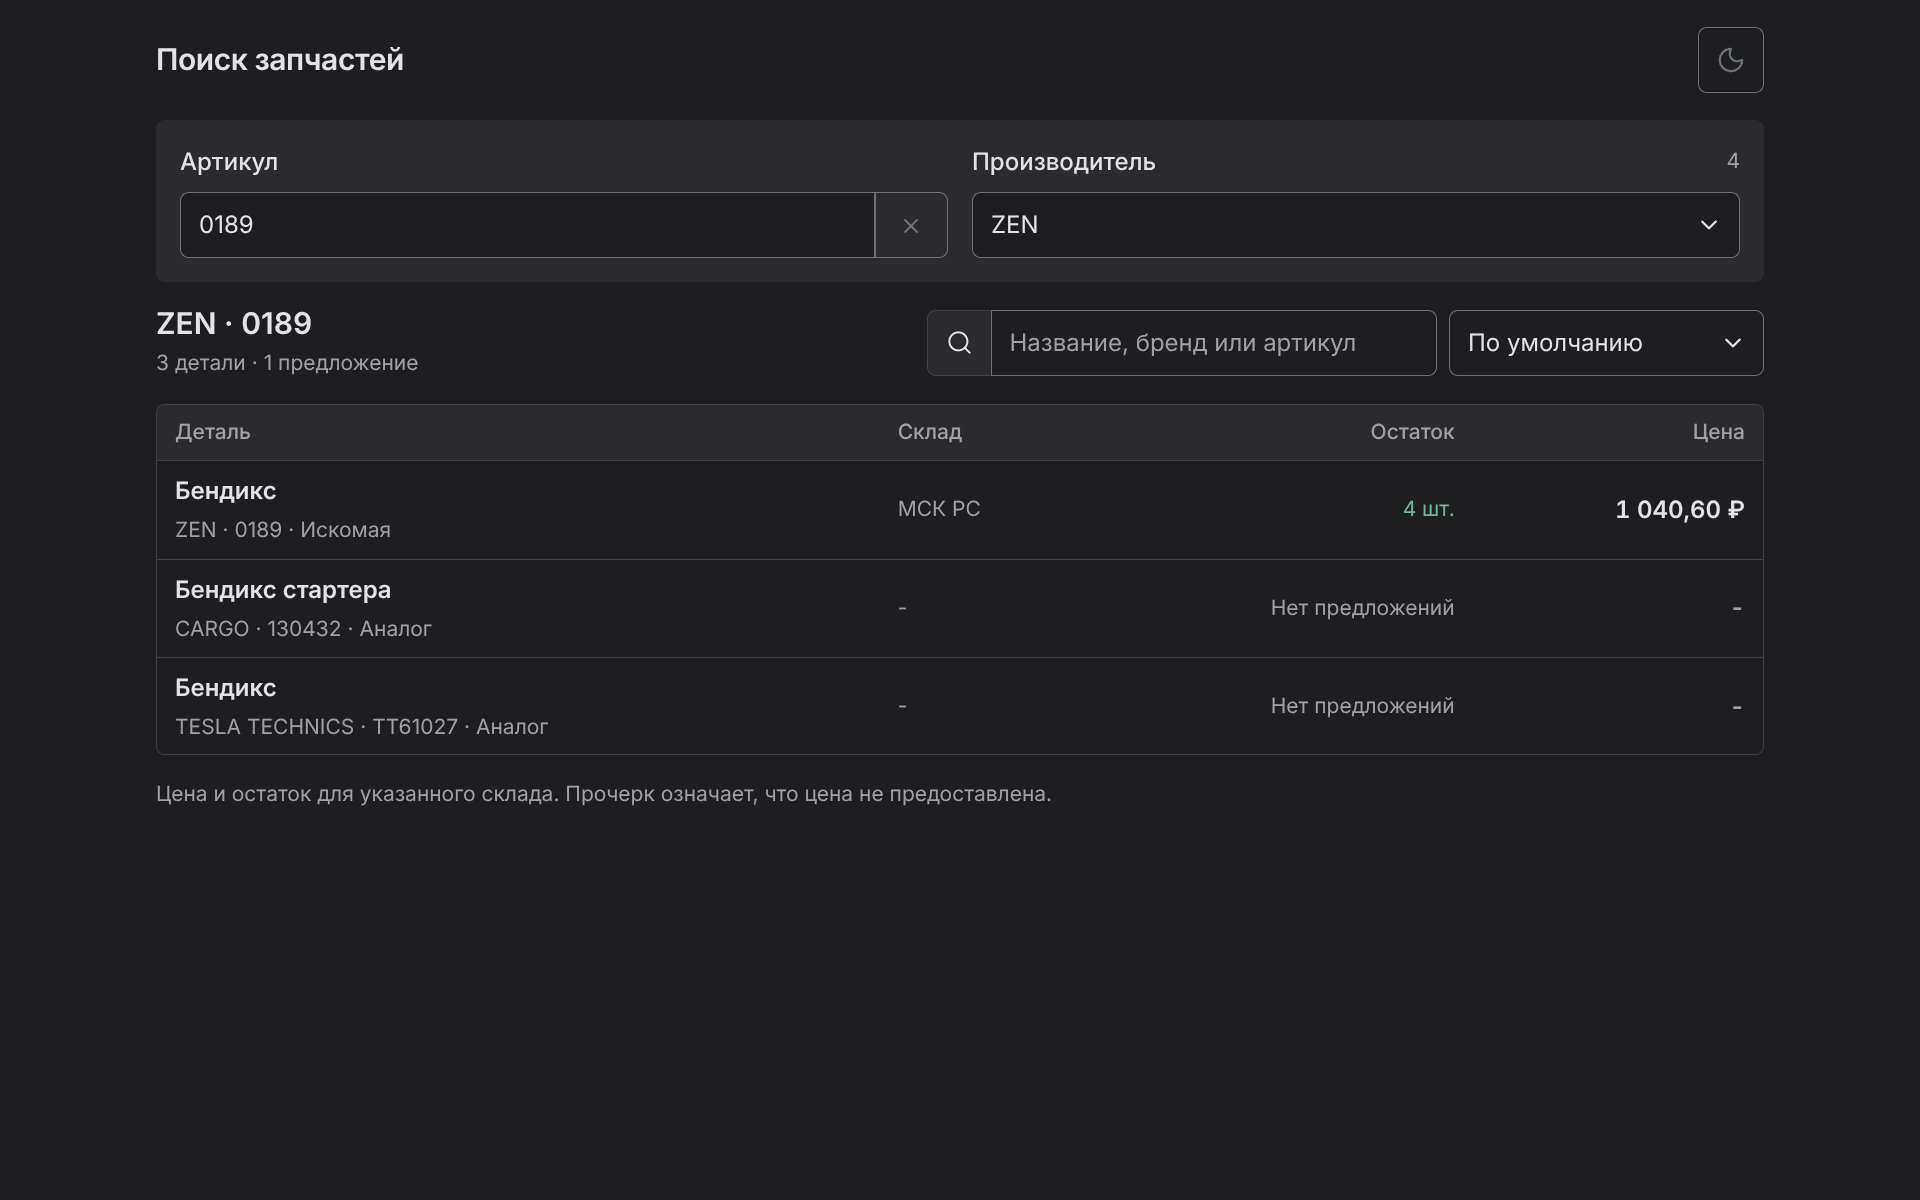 Поиск запчастей
Артикул
Производитель 4
0189
ZEN
ZEN · 0189
3 детали · 1 предложение
Название, бренд или артикул
По умолчанию
Деталь Склад Остаток Цена
Бендикс
ZEN · 0189 · Искомая
МСК РС 4 шт. 1 040,60 ₽
Бендикс стартера
CARGO · 130432 · Аналог
- Нет предложений -
Бендикс
TESLA TECHNICS · TT61027 · Аналог
- Нет предложений -
Цена и остаток для указанного склада. Прочерк означает, что цена не предоставлена.